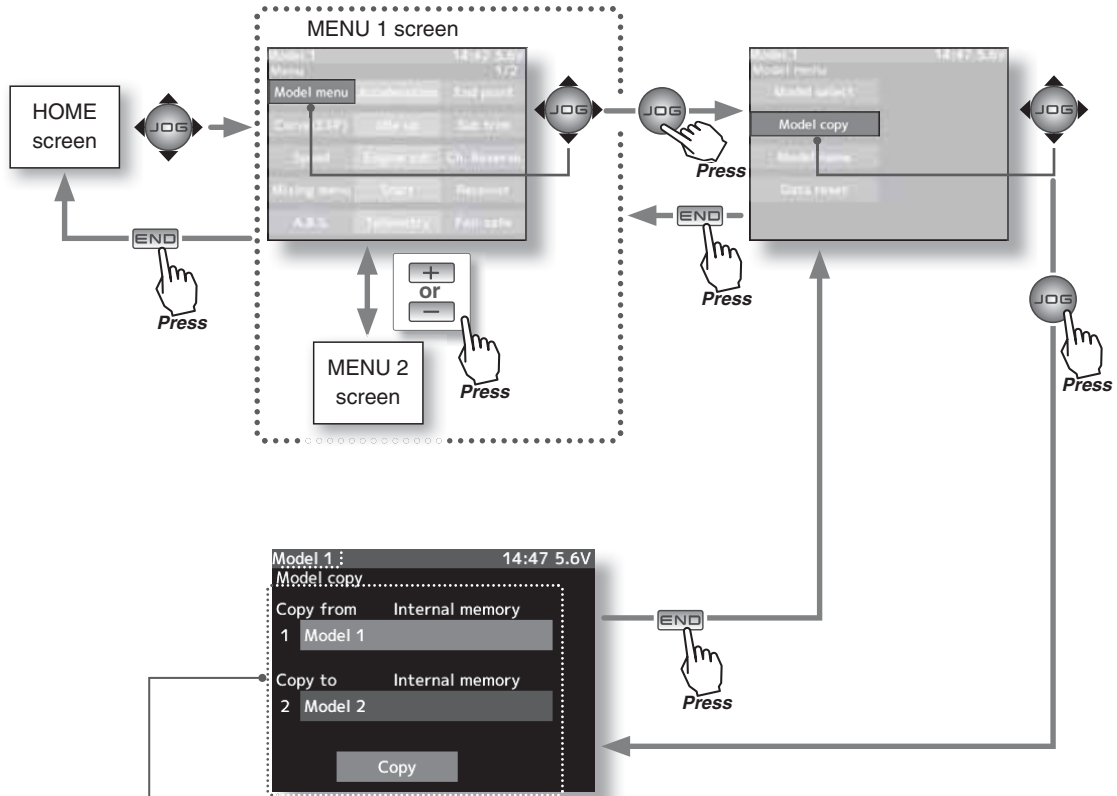 MENU 1 screen
HOME
screen
JOG
Model 1 14:47 5.6V
Menu 1/2
Model menu Acceleration End point
Curve(EXP) Idle up Sub trim
Speed Engine cut Ch. Reverse
Mixing menu Start Receiver
A.B.S. Telemetry Fail safe
JOG
JOG
Press
Model 1 14:47 5.6V
Model menu
Model select
Model copy
Model name
Data reset
JOG
END
Press
END
Press
+
or
−
Press
MENU 2
screen
JOG
Press
Model 1 14:47 5.6V
Model copy
Copy from Internal memory
1 Model 1
Copy to Internal memory
2 Model 2
Copy
END
Press